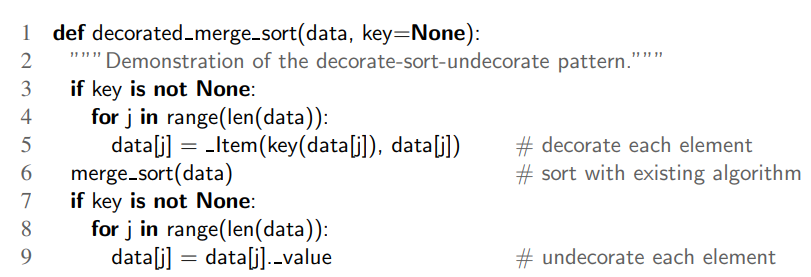 1 def decorated_merge_sort(data, key=None):
2 """Demonstration of the decorate-sort-undecorate pattern."""
3 if key is not None:
4 for j in range(len(data)):
5 data[j] = _Item(key(data[j]), data[j]) # decorate each element
6 merge_sort(data) # sort with existing algorithm
7 if key is not None:
8 for j in range(len(data)):
9 data[j] = data[j]._value # undecorate each element